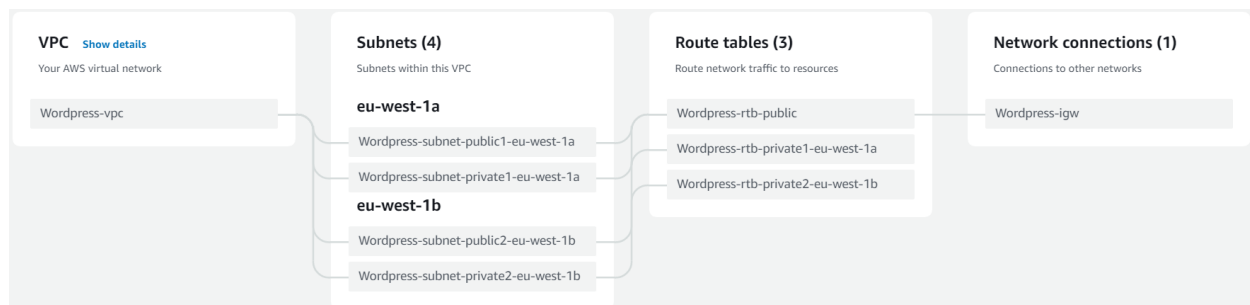 VPC Show details
Your AWS virtual network
Wordpress-vpc
Subnets (4)
Subnets within this VPC
eu-west-1a
Wordpress-subnet-public1-eu-west-1a
Wordpress-subnet-private1-eu-west-1a
eu-west-1b
Wordpress-subnet-public2-eu-west-1b
Wordpress-subnet-private2-eu-west-1b
Route tables (3)
Route network traffic to resources
Wordpress-rtb-public
Wordpress-rtb-private1-eu-west-1a
Wordpress-rtb-private2-eu-west-1b
Network connections (1)
Connections to other networks
Wordpress-igw